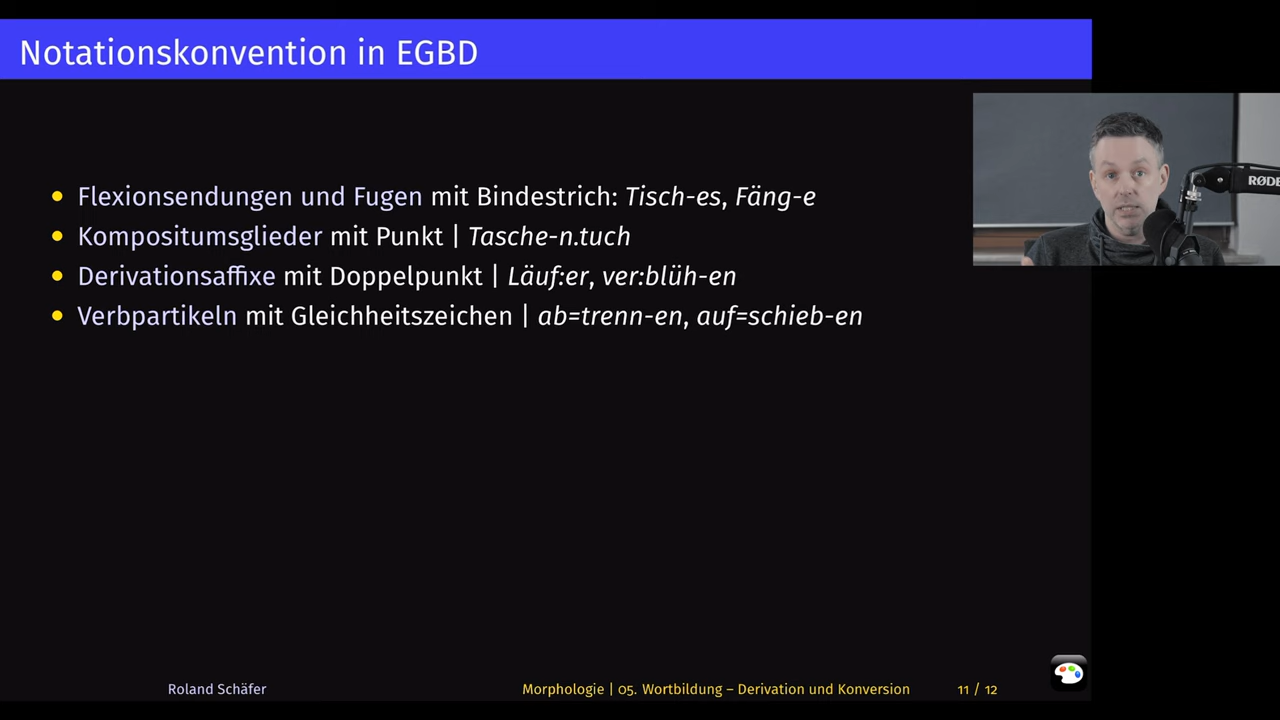 Notationskonvention in EGBD
RØDE
Flexionsendungen und Fugen mit Bindestrich: Tisch-es, Fäng-e
Kompositumsglieder mit Punkt | Tasche-n.tuch
Derivationsaffixe mit Doppelpunkt | Läuf:er, ver:blüh-en
Verbpartikeln mit Gleichheitszeichen | ab=trenn-en, auf=schieb-en
Roland Schäfer Morphologie | 05. Wortbildung – Derivation und Konversion 11 / 12